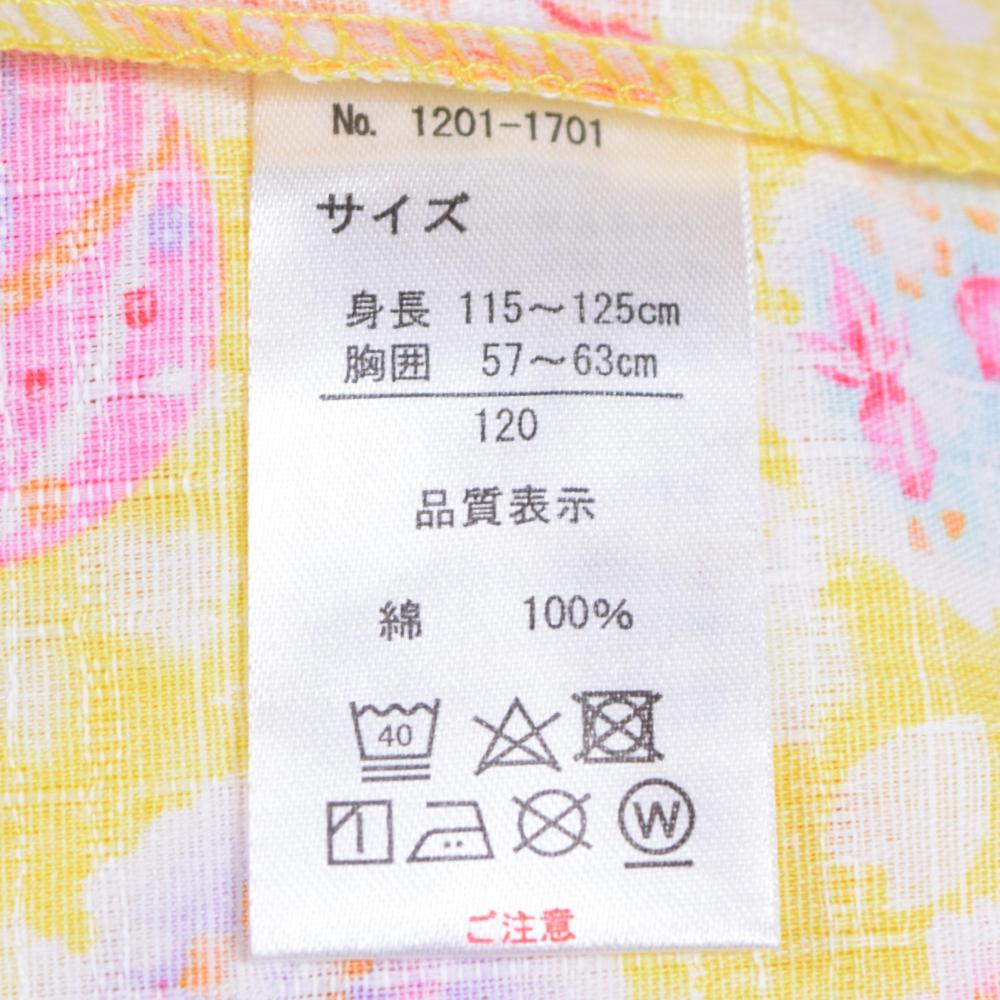 No. 1201-1701
サイズ
身長 115～125cm
胸囲 57～63cm
120
品質表示
綿 100%
40
W
ご注意